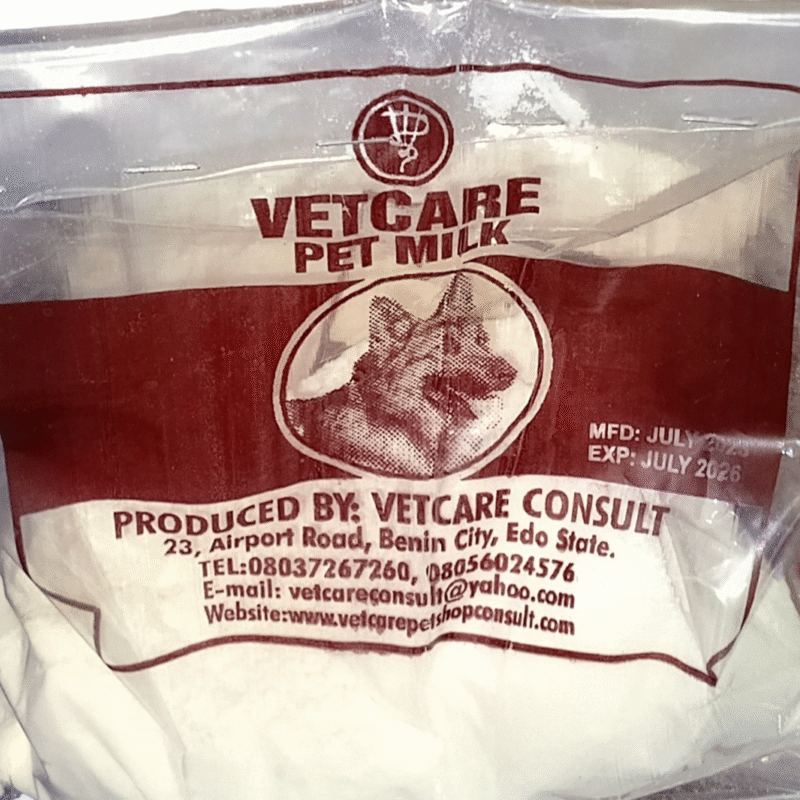 VETCARE
PET MILK
MFD: JULY
EXP: JULY 2026
PRODUCED BY: VETCARE CONSULT
23, Airport Road, Benin City, Edo State.
TEL:08037267260, 08056024576
E-mail: vetcareconsult@yahoo.com
Website:www.vetcarepetshopconsult.com